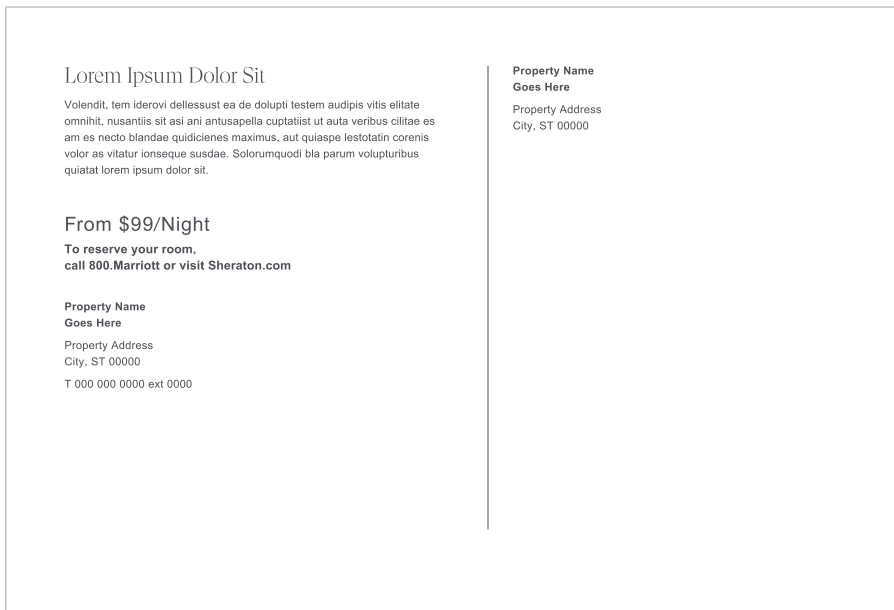 Lorem Ipsum Dolor Sit
Volendit, tem iderovi dellessust ea de dolupti testem audipis vitis elitate
omnihit, nusantiis sit asi ani antusapella cuptatiist ut auta veribus cilitae es
am es necto blandae quidicienes maximus, aut quiaspe lestotatin corenis
volor as vitatur ionseque susdae. Solorumquodi bla parum volupturibus
quiatat lorem ipsum dolor sit.
From $99/Night
To reserve your room,
call 800.Marriott or visit Sheraton.com
Property Name
Goes Here
Property Address
City, ST 00000
T 000 000 0000 ext 0000
Property Name
Goes Here
Property Address
City, ST 00000